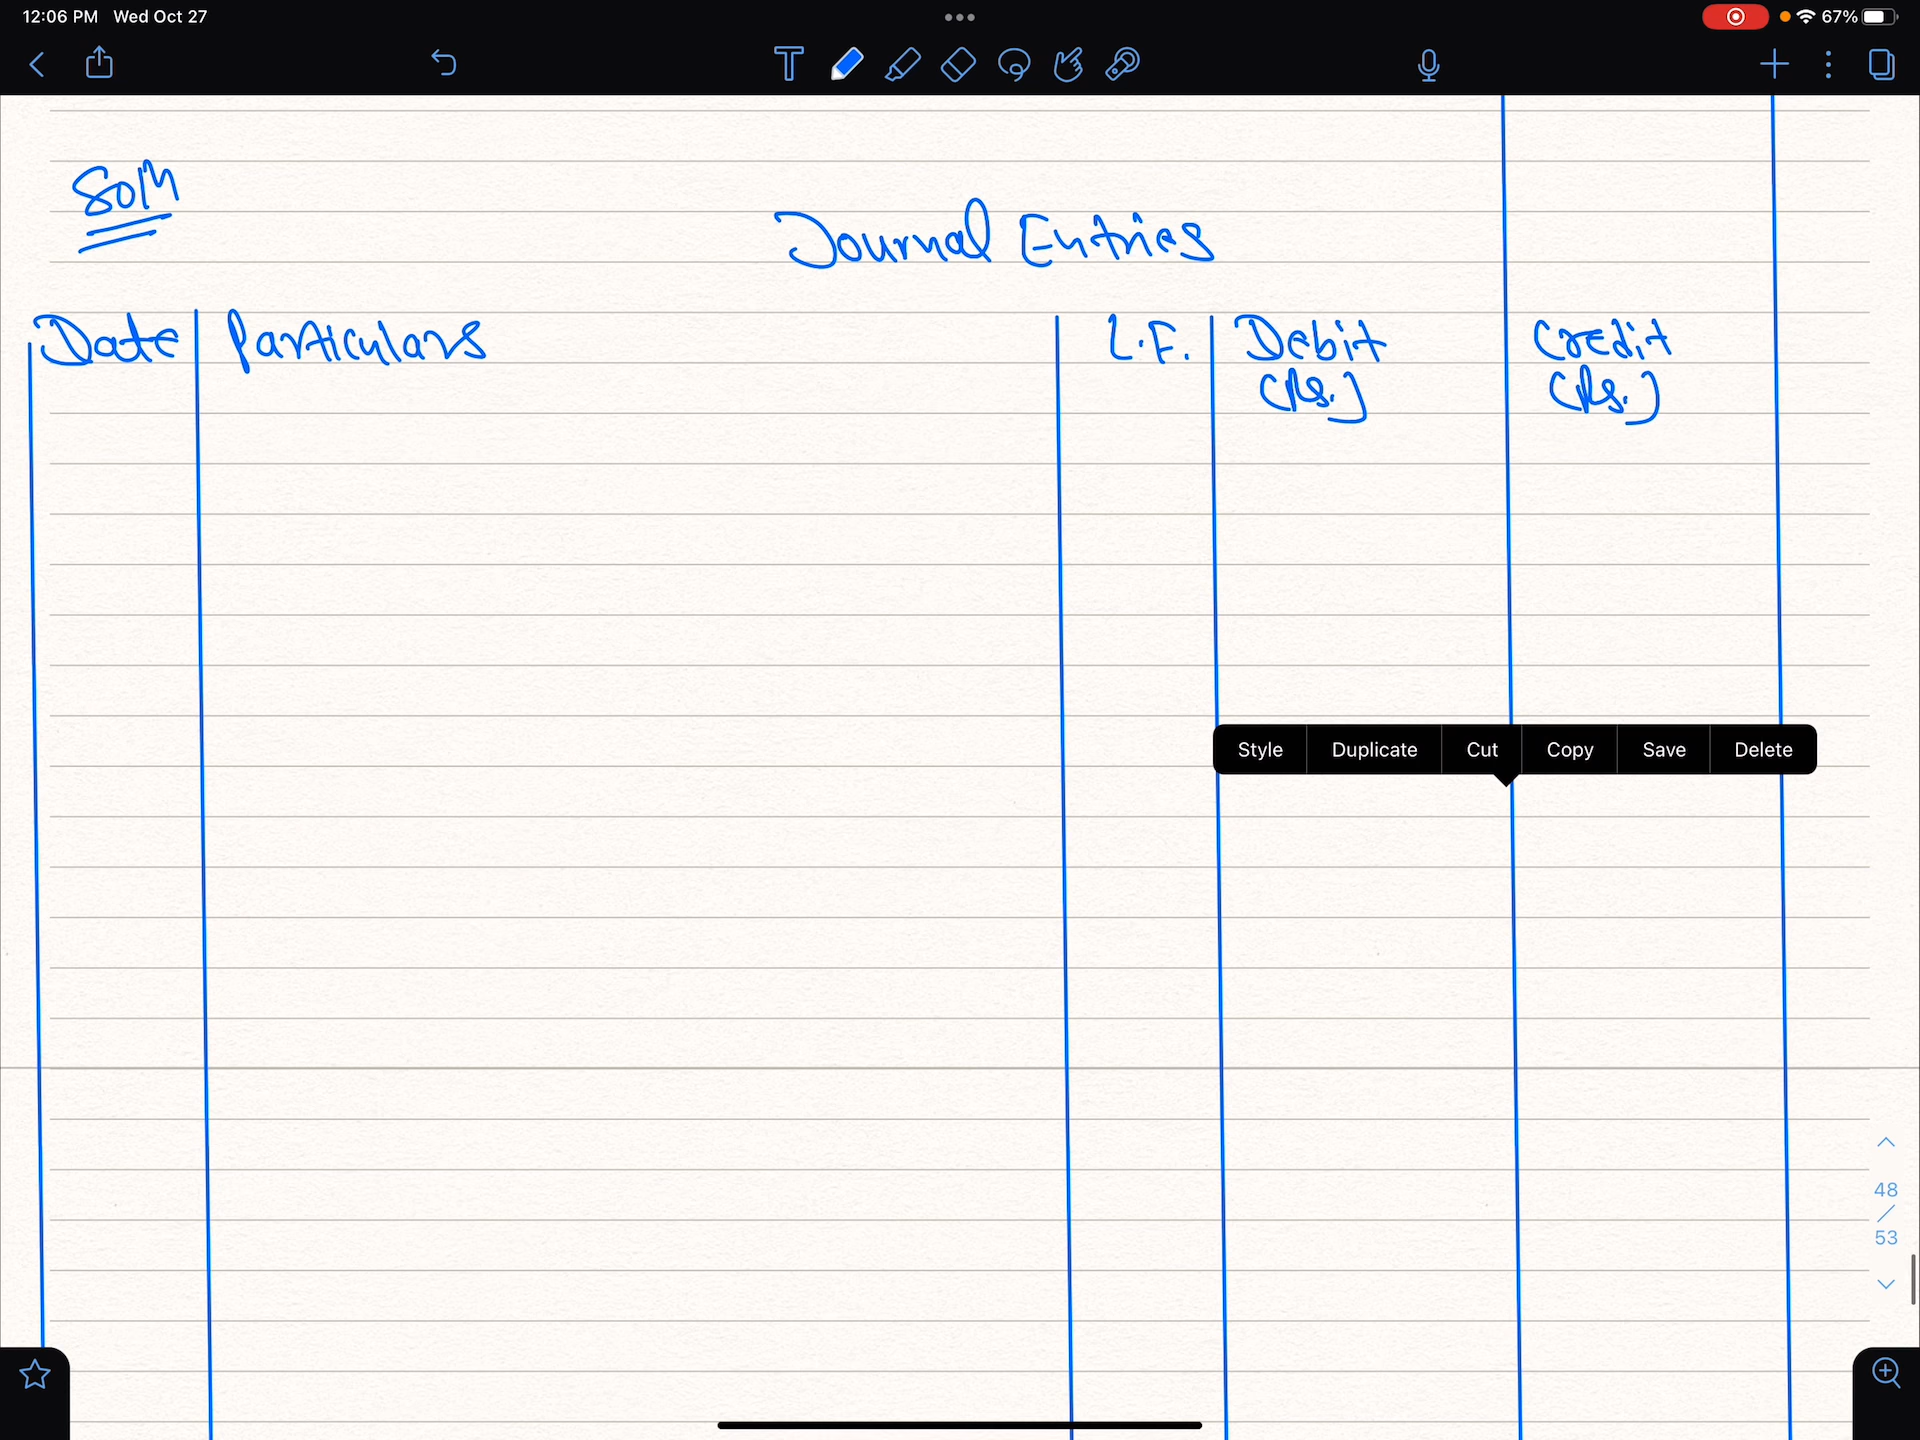 12:06 PM Wed Oct 27
67%
Soln
Journal Entries
Date Particulars L.F. Debit (Rs.) Credit (Rs.)
Style Duplicate Cut Copy Save Delete
48
/
53